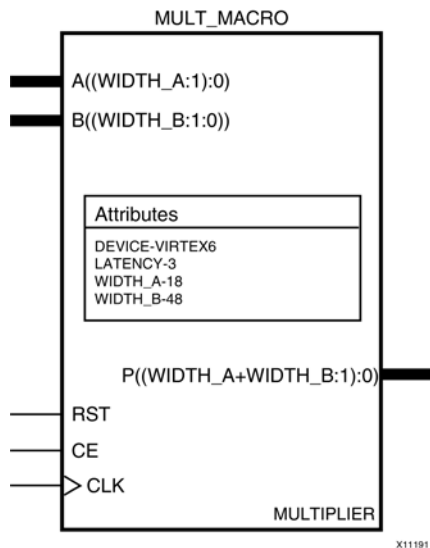 MULT_MACRO
A((WIDTH_A:1):0)
B((WIDTH_B:1:0))
Attributes
DEVICE-VIRTEX6
LATENCY-3
WIDTH_A-18
WIDTH_B-48
P((WIDTH_A+WIDTH_B:1):0)
RST
CE
CLK
MULTIPLIER
X11191